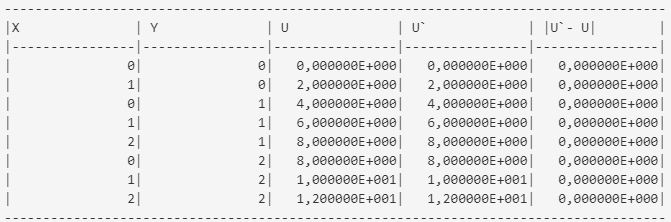 -------------------------------------------------------------------------------------
|X               | Y              | U              | U`             | |U`- U|        |
|----------------|----------------|----------------|----------------|----------------|
|               0|               0|  0,000000E+000|  0,000000E+000|  0,000000E+000|
|               1|               0|  2,000000E+000|  2,000000E+000|  0,000000E+000|
|               0|               1|  4,000000E+000|  4,000000E+000|  0,000000E+000|
|               1|               1|  6,000000E+000|  6,000000E+000|  0,000000E+000|
|               2|               1|  8,000000E+000|  8,000000E+000|  0,000000E+000|
|               0|               2|  8,000000E+000|  8,000000E+000|  0,000000E+000|
|               1|               2|  1,000000E+001|  1,000000E+001|  0,000000E+000|
|               2|               2|  1,200000E+001|  1,200000E+001|  0,000000E+000|
-------------------------------------------------------------------------------------